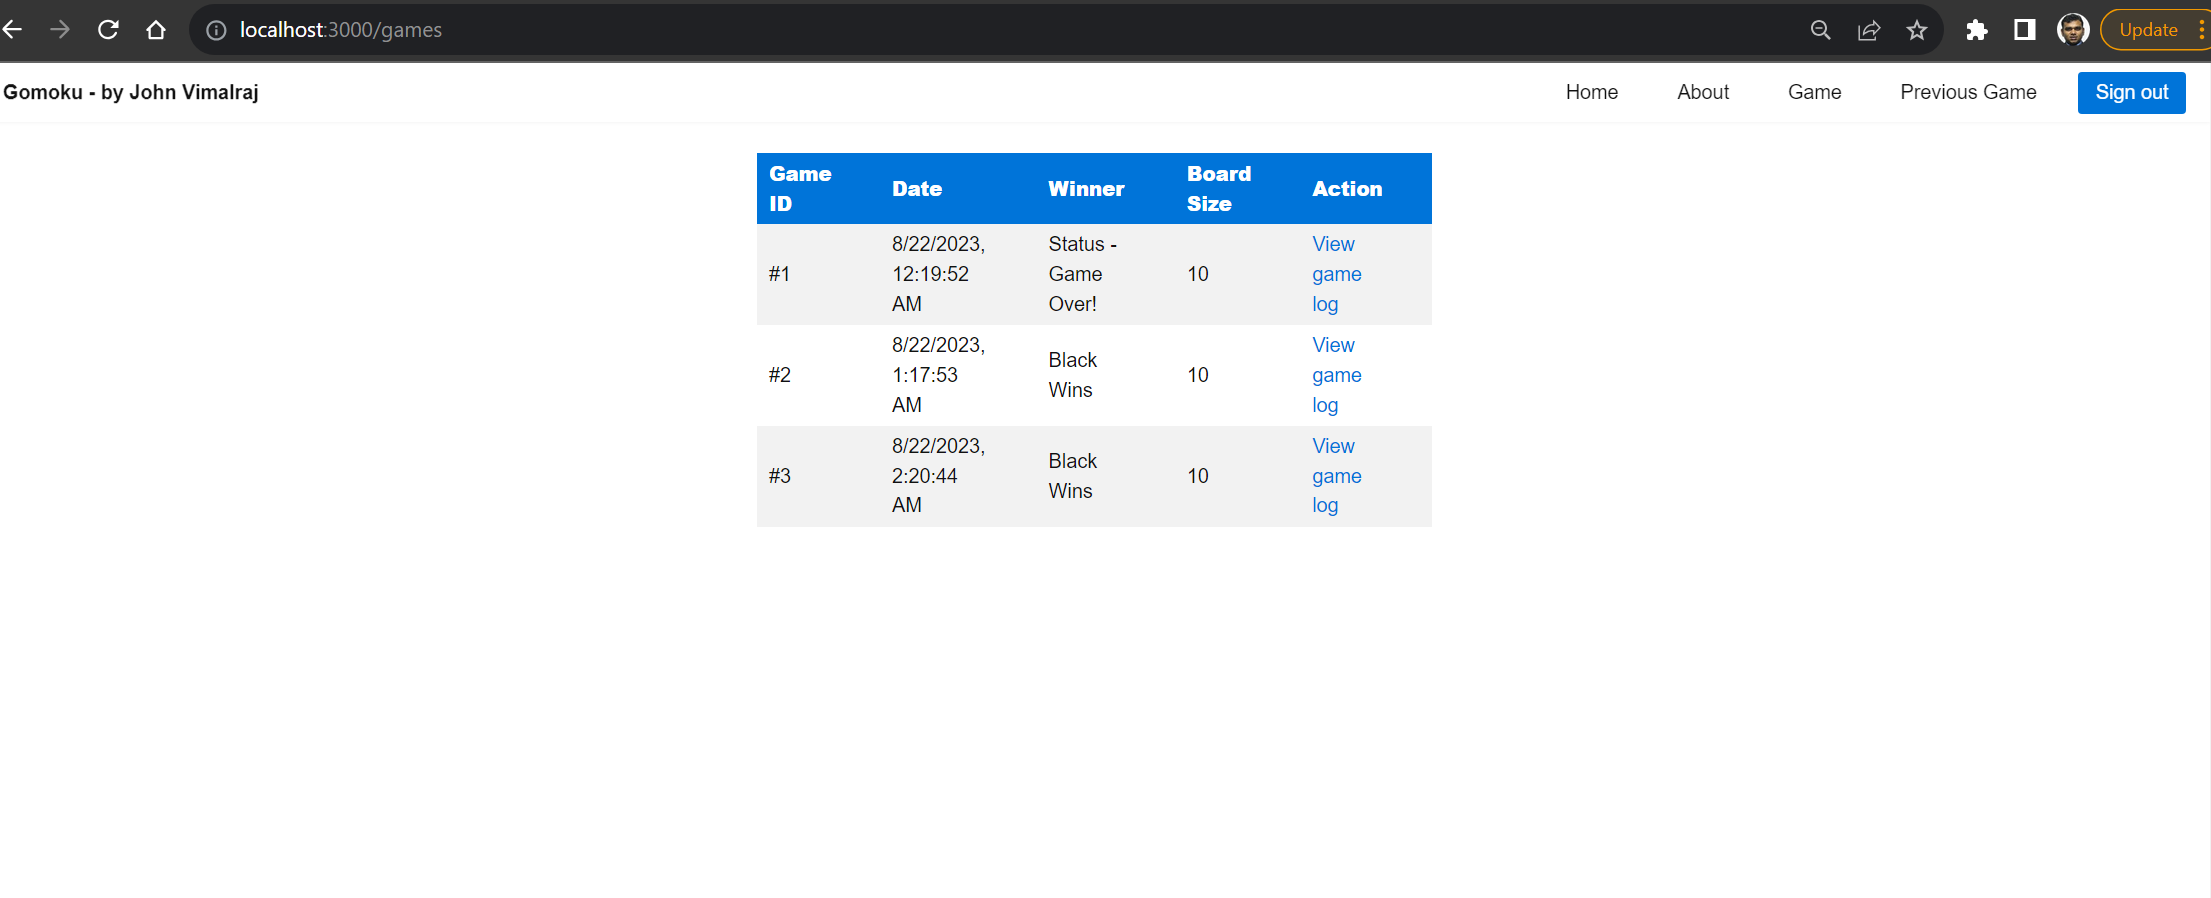 localhost:3000/games
Update
Gomoku - by John Vimalraj
Home
About
Game
Previous Game
Sign out
Game
ID
Date
Winner
Board
Size
Action
#1
8/22/2023,
12:19:52
AM
Status -
Game
Over!
10
View
game
log
#2
8/22/2023,
1:17:53
AM
Black
Wins
10
View
game
log
#3
8/22/2023,
2:20:44
AM
Black
Wins
10
View
game
log